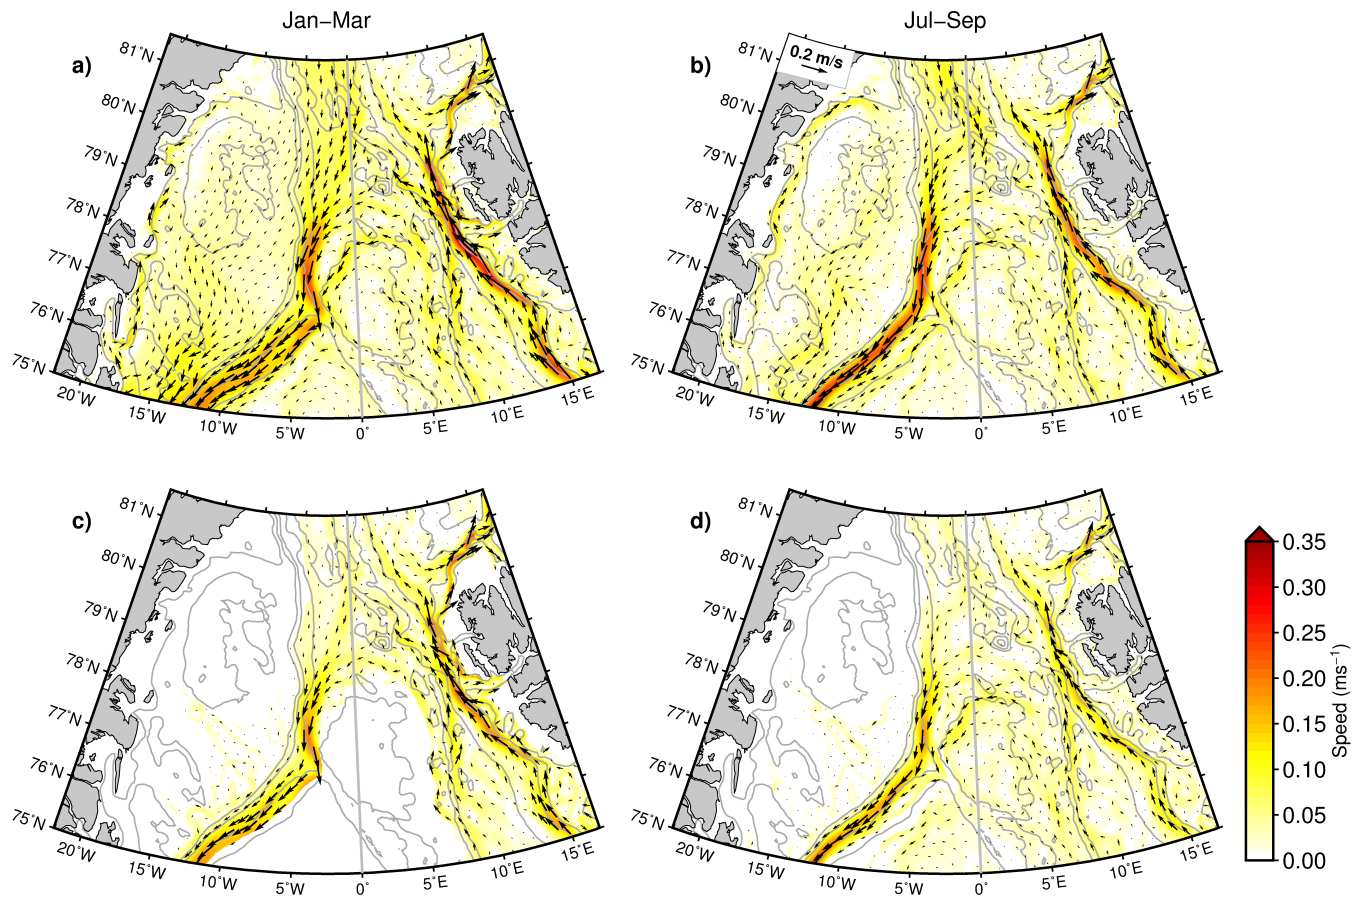 Jan−Mar
Jul−Sep
a)
81°N
80°N
79°N
78°N
77°N
76°N
75°N
20°W
15°W
10°W
5°W
0°
5°E
10°E
15°E
b)
0.2 m/s
81°N
80°N
79°N
78°N
77°N
76°N
75°N
20°W
15°W
10°W
5°W
0°
5°E
10°E
15°E
c)
81°N
80°N
79°N
78°N
77°N
76°N
75°N
20°W
15°W
10°W
5°W
0°
5°E
10°E
15°E
d)
81°N
80°N
79°N
78°N
77°N
76°N
75°N
20°W
15°W
10°W
5°W
0°
5°E
10°E
15°E
0.35
0.30
0.25
0.20
0.15
0.10
0.05
0.00
Speed (ms⁻¹)